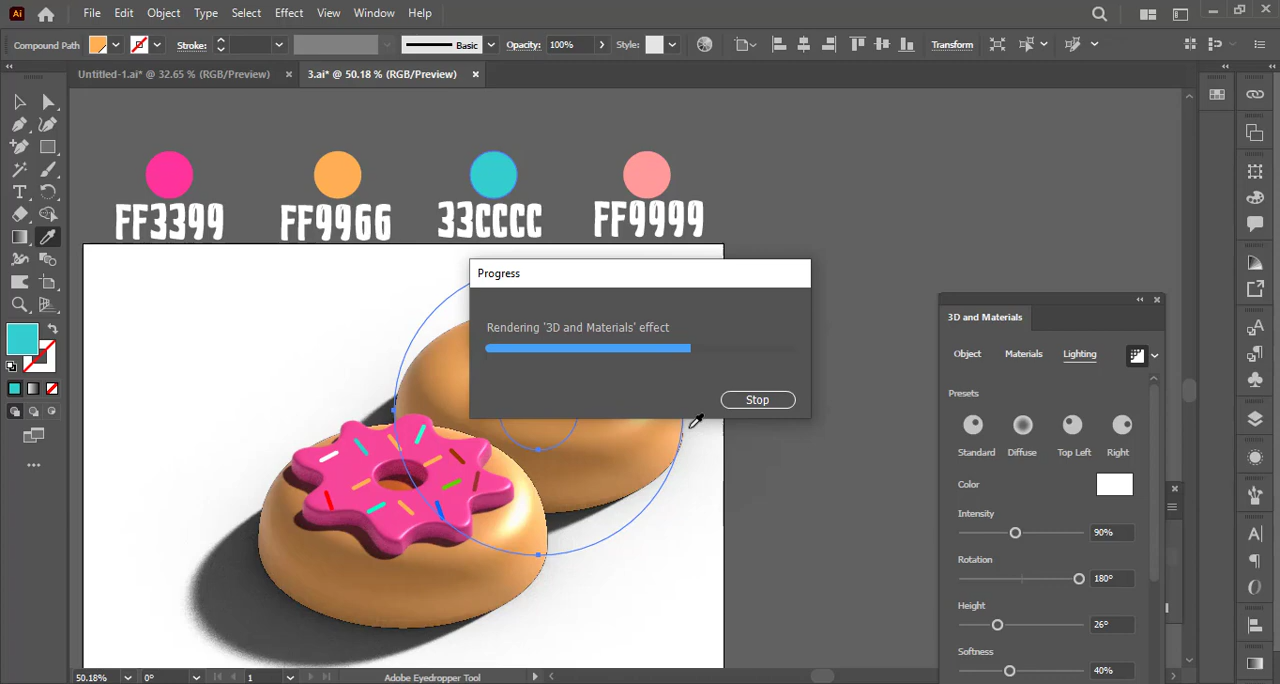 Ai File Edit Object Type Select Effect View Window Help
Compound Path Stroke: Basic Opacity: 100% Style: Transform
Untitled-1.ai* @ 32.65 % (RGB/Preview) × 3.ai* @ 50.18 % (RGB/Preview) ×
FF3399 FF9966 33CCCC FF9999
Progress
Rendering '3D and Materials' effect
Stop
3D and Materials
Object Materials Lighting
Presets
Standard Diffuse Top Left Right
Color
Intensity
90%
Rotation
180°
Height
26°
Softness
40%
50.18% 0° 1 Adobe Eyedropper Tool